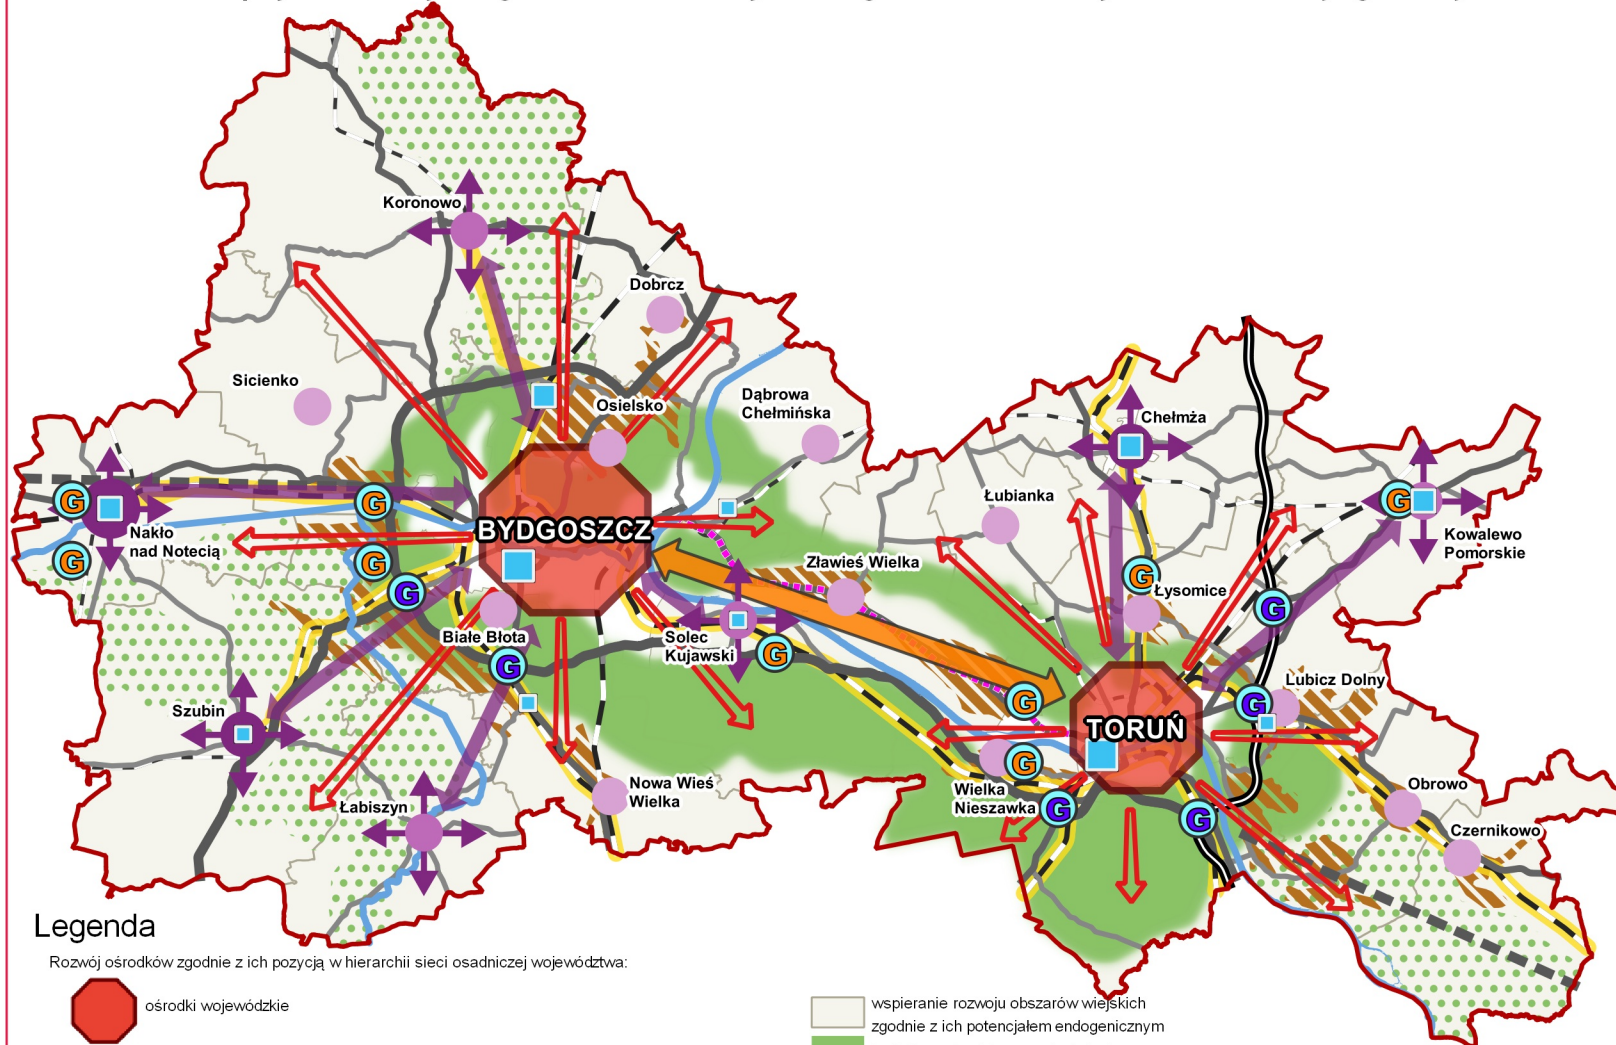 Koronowo
Dobrcz
Sicienko
Osielsko
Dąbrowa
Chełmińska
Chełmża
Łubianka
G
G
G
Nakło
nad Notecią
BYDGOSZCZ
Kowalewo
Pomorskie
G
G
G
Zławieś Wielka
G
Łysomice
G
G
Białe Błota
Solec
Kujawski
G
G
Szubin
G
G
Lubicz Dolny
TORUŃ
G
Nowa Wieś
Wielka
Wielka
Nieszawka
G
G
Obrowo
Łabiszyn
Czernikowo
Legenda
Rozwój ośrodków zgodnie z ich pozycją w hierarchii sieci osadniczej województwa:
ośrodki wojewódzkie
wspieranie rozwoju obszarów wiejskich
zgodnie z ich potencjałem endogenicznym